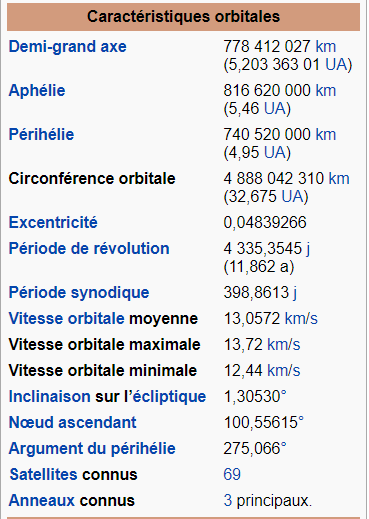 Caractéristiques orbitales
Demi-grand axe 778 412 027 km
(5,203 363 01 UA)
Aphélie 816 620 000 km
(5,46 UA)
Périhélie 740 520 000 km
(4,95 UA)
Circonférence orbitale 4 888 042 310 km
(32,675 UA)
Excentricité 0,04839266
Période de révolution 4 335,3545 j
(11,862 a)
Période synodique 398,8613 j
Vitesse orbitale moyenne 13,0572 km/s
Vitesse orbitale maximale 13,72 km/s
Vitesse orbitale minimale 12,44 km/s
Inclinaison sur l’écliptique 1,30530°
Nœud ascendant 100,55615°
Argument du périhélie 275,066°
Satellites connus 69
Anneaux connus 3 principaux.